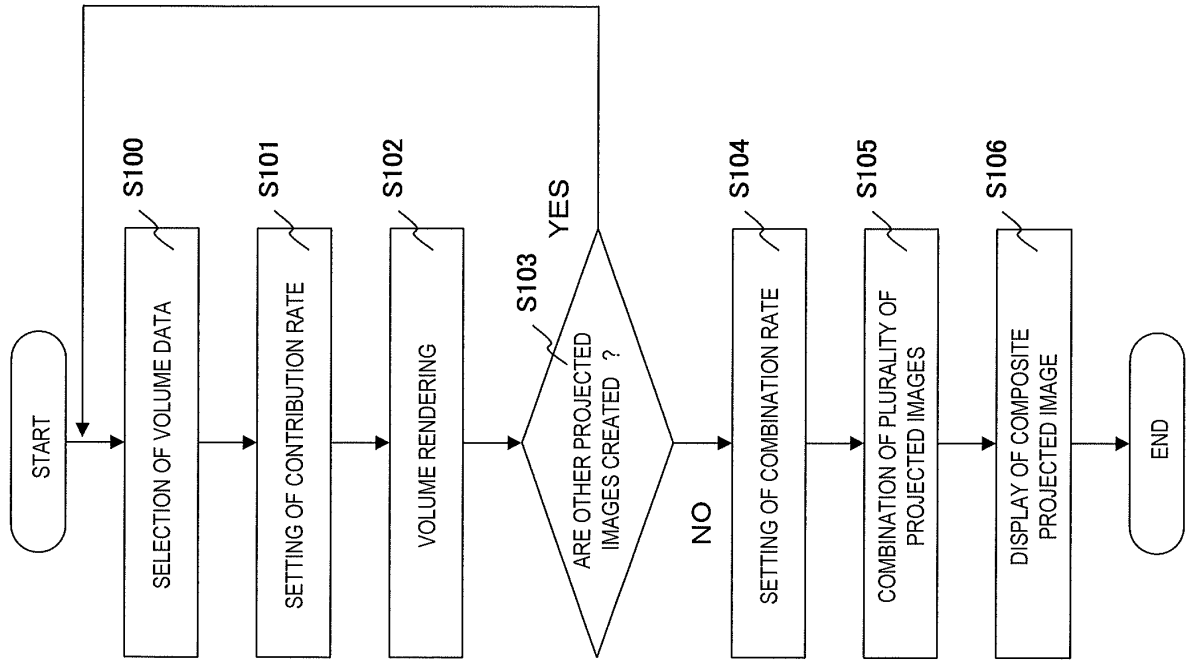 START
S100
SELECTION OF VOLUME DATA
S101
SETTING OF CONTRIBUTION RATE
S102
VOLUME RENDERING
S103
ARE OTHER PROJECTED
IMAGES CREATED ?
YES
NO
S104
SETTING OF COMBINATION RATE
S105
COMBINATION OF PLURALITY OF
PROJECTED IMAGES
S106
DISPLAY OF COMPOSITE
PROJECTED IMAGE
END